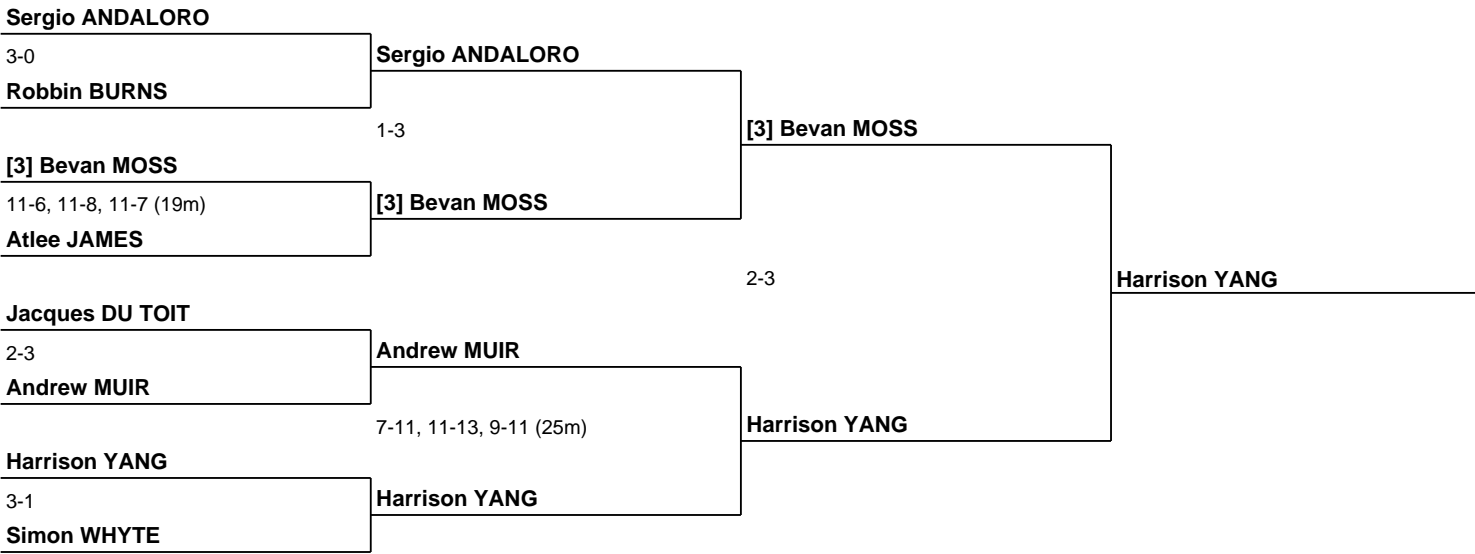 Sergio ANDALORO
3-0
Robbin BURNS
[3] Bevan MOSS
11-6, 11-8, 11-7 (19m)
Atlee JAMES
Jacques DU TOIT
2-3
Andrew MUIR
Harrison YANG
3-1
Simon WHYTE
Sergio ANDALORO
1-3
[3] Bevan MOSS
Andrew MUIR
7-11, 11-13, 9-11 (25m)
Harrison YANG
[3] Bevan MOSS
2-3
Harrison YANG
Harrison YANG